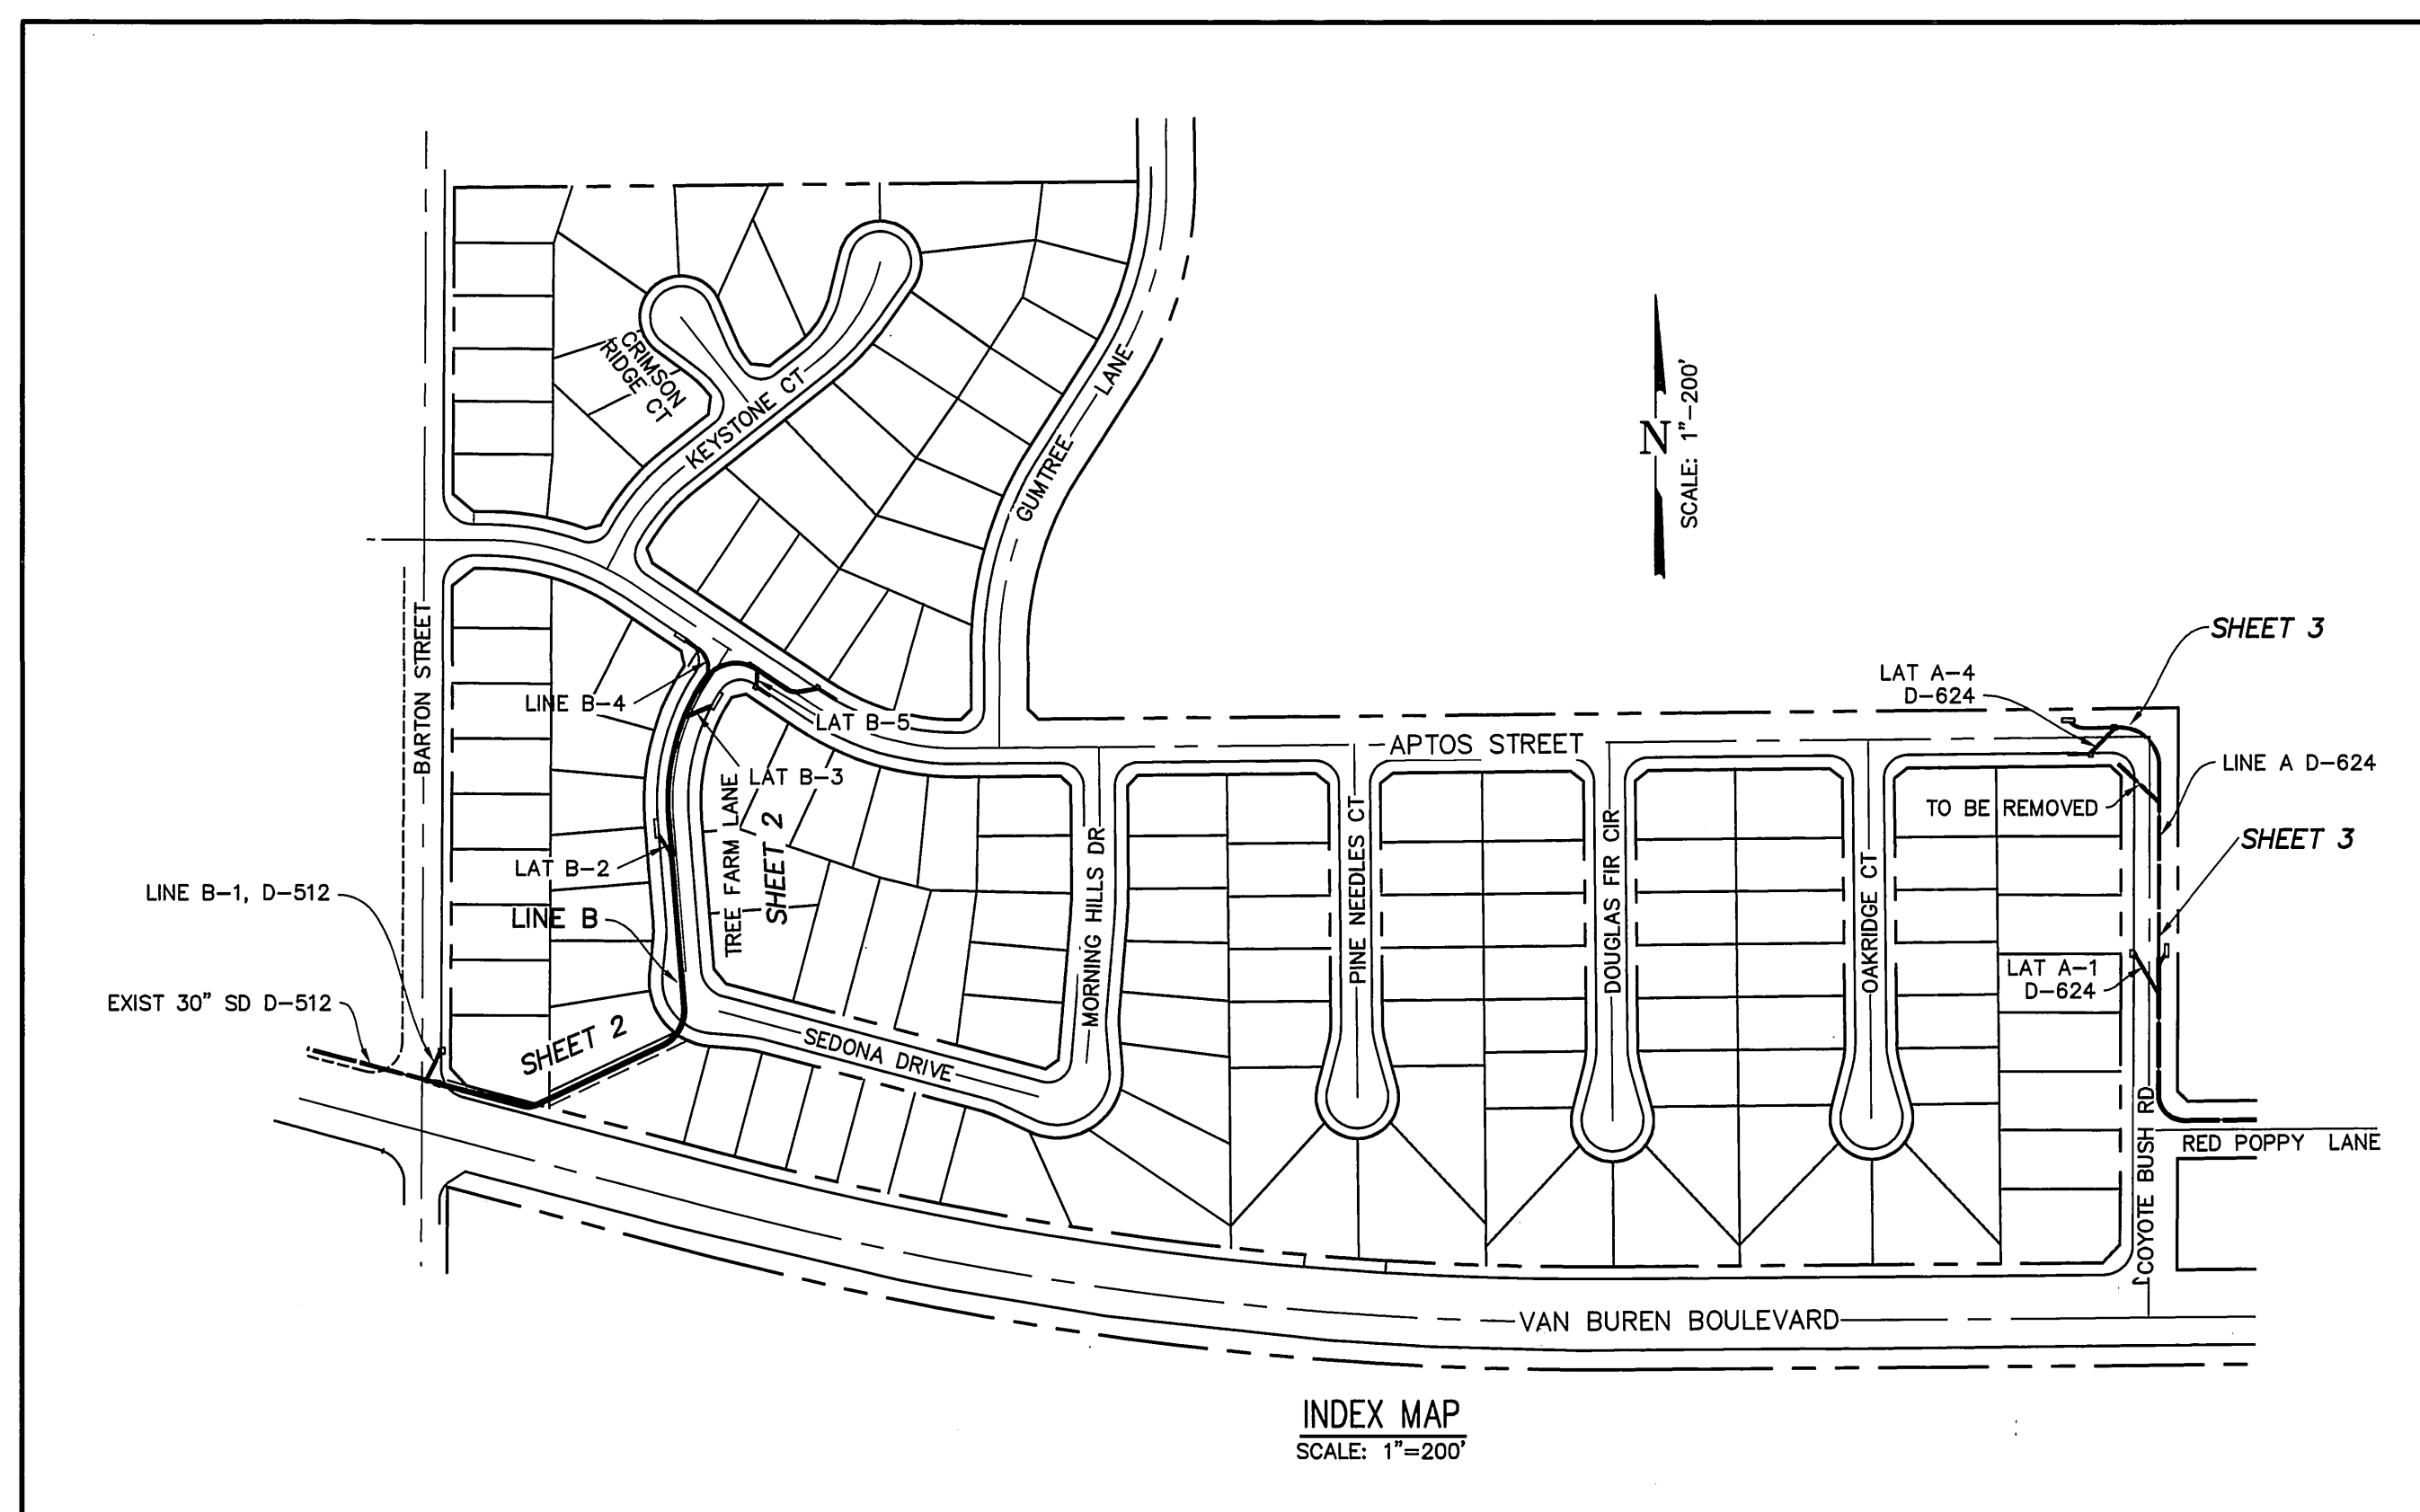 CRIMSON
RIDGE CT
KEYSTONE CT
GUMTREE LANE
N
SCALE: 1"-200'
BARTON STREET
SHEET 3
LAT A-4
D-624
LINE B-4
LAT B-5
APTOS STREET
LINE A D-624
LAT B-3
TO BE REMOVED
SHEET 3
TREE FARM LANE
SHEET 2
LAT B-2
MORNING HILLS DR
PINE NEEDLES CT
DOUGLAS FIR CIR
OAKRIDGE CT
LINE B-1, D-512
LINE B
LAT A-1
D-624
EXIST 30" SD D-512
SHEET 2
SEDONA DRIVE
COYOTE BUSH RD
RED POPPY LANE
VAN BUREN BOULEVARD
INDEX MAP
SCALE: 1"=200'